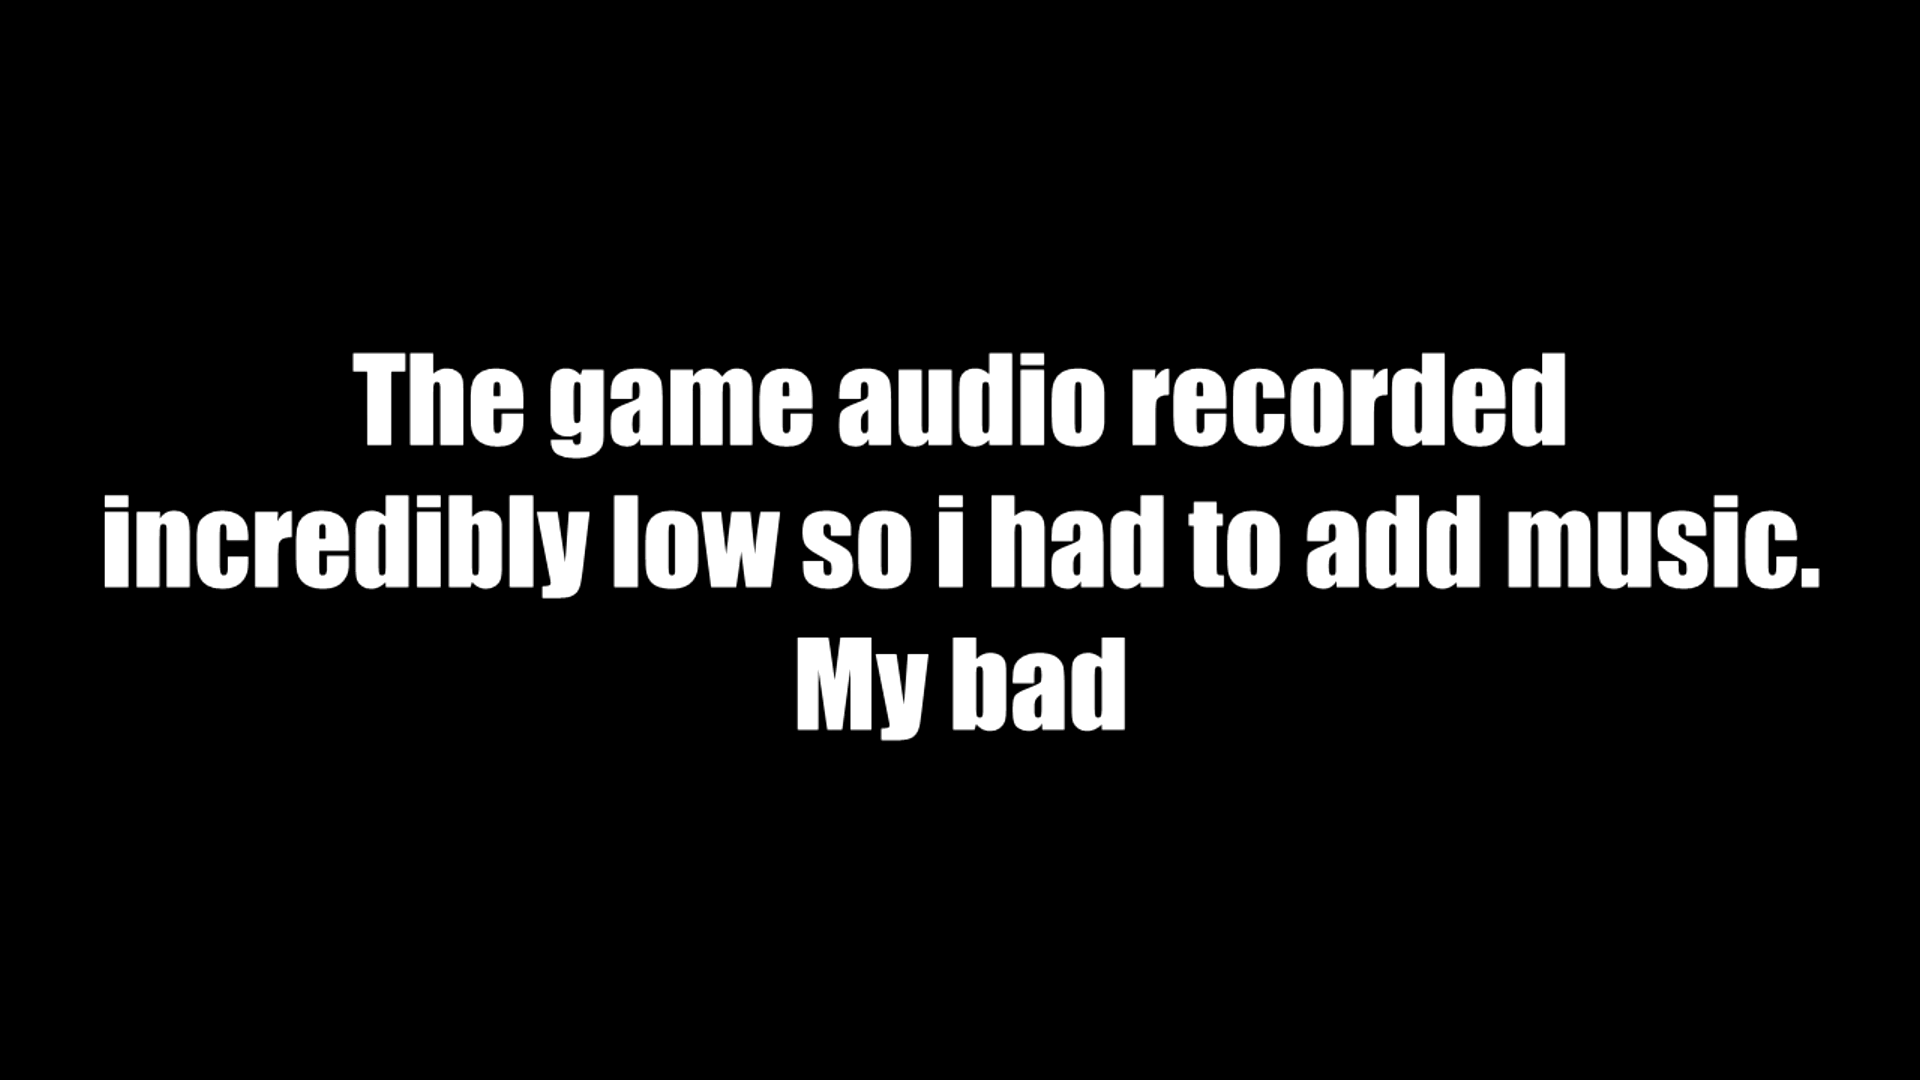 The game audio recorded
incredibly low so i had to add music.
My bad